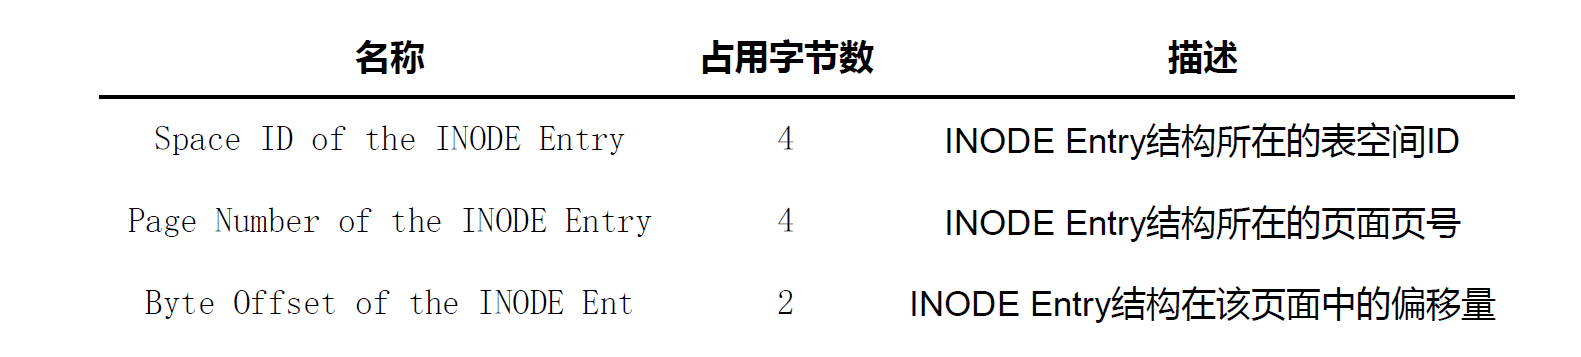 名称 占用字节数 描述
Space ID of the INODE Entry 4 INODE Entry结构所在的表空间ID
Page Number of the INODE Entry 4 INODE Entry结构所在的页面页号
Byte Offset of the INODE Ent 2 INODE Entry结构在该页面中的偏移量